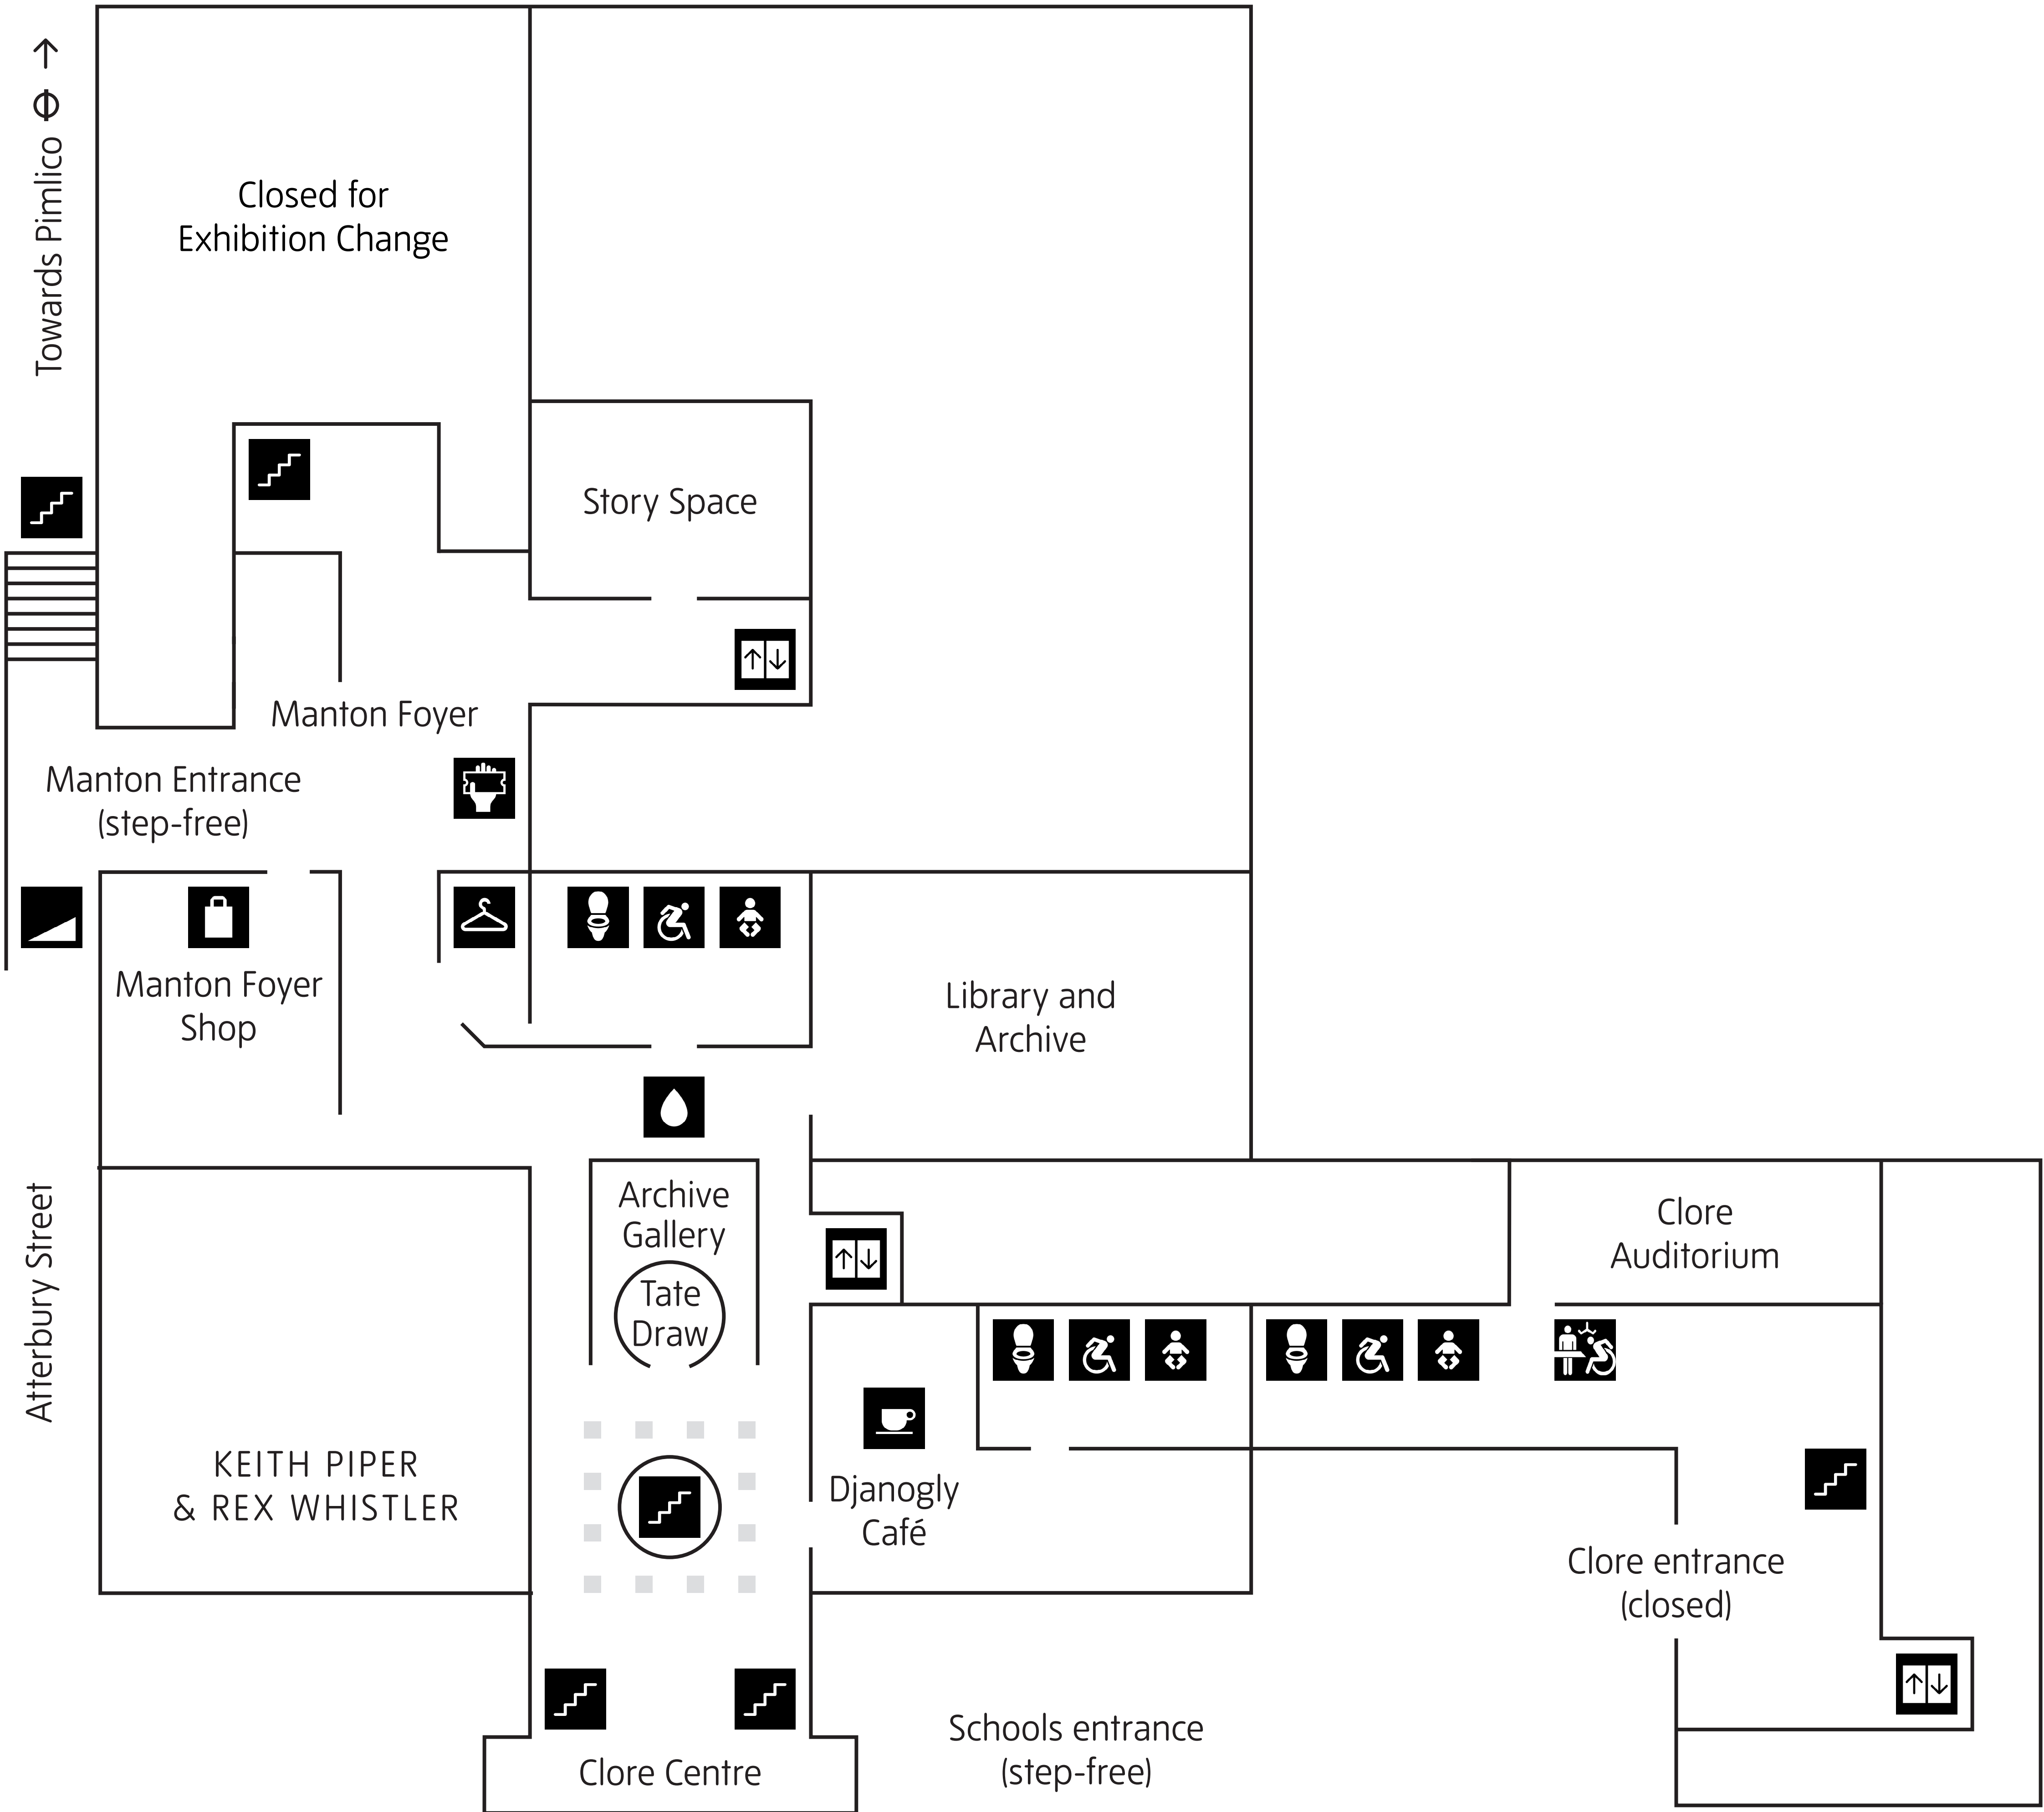 Towards Pimlico
Closed for
Exhibition Change
Story Space
Manton Foyer
Manton Entrance
(step-free)
Manton Foyer
Shop
Library and
Archive
Atterbury Street
Archive
Gallery
Tate
Draw
Clore
Auditorium
KEITH PIPER
& REX WHISTLER
Djanogly
Café
Clore entrance
(closed)
Schools entrance
(step-free)
Clore Centre